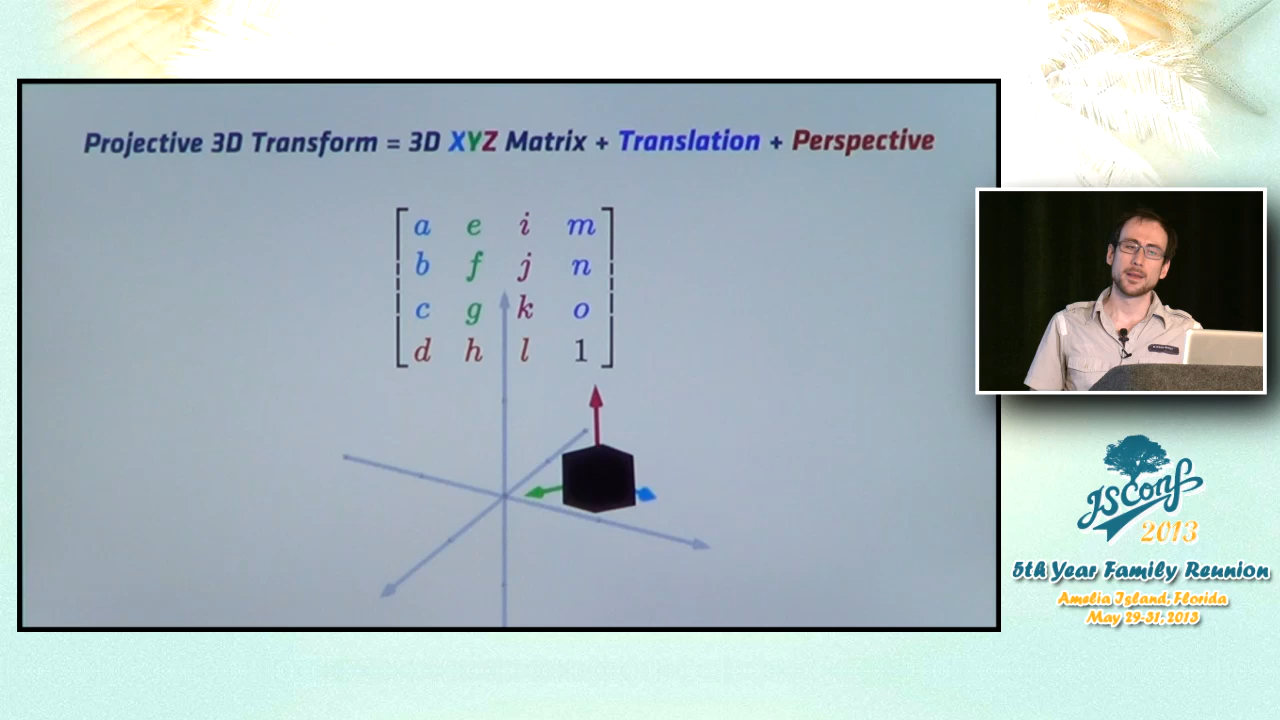 Projective 3D Transform = 3D XYZ Matrix + Translation + Perspective
a e i m
b f j n
c g k o
d h l 1
JSConf
2013
5th Year Family Reunion
Amelia Island, Florida
May 29-31, 2013